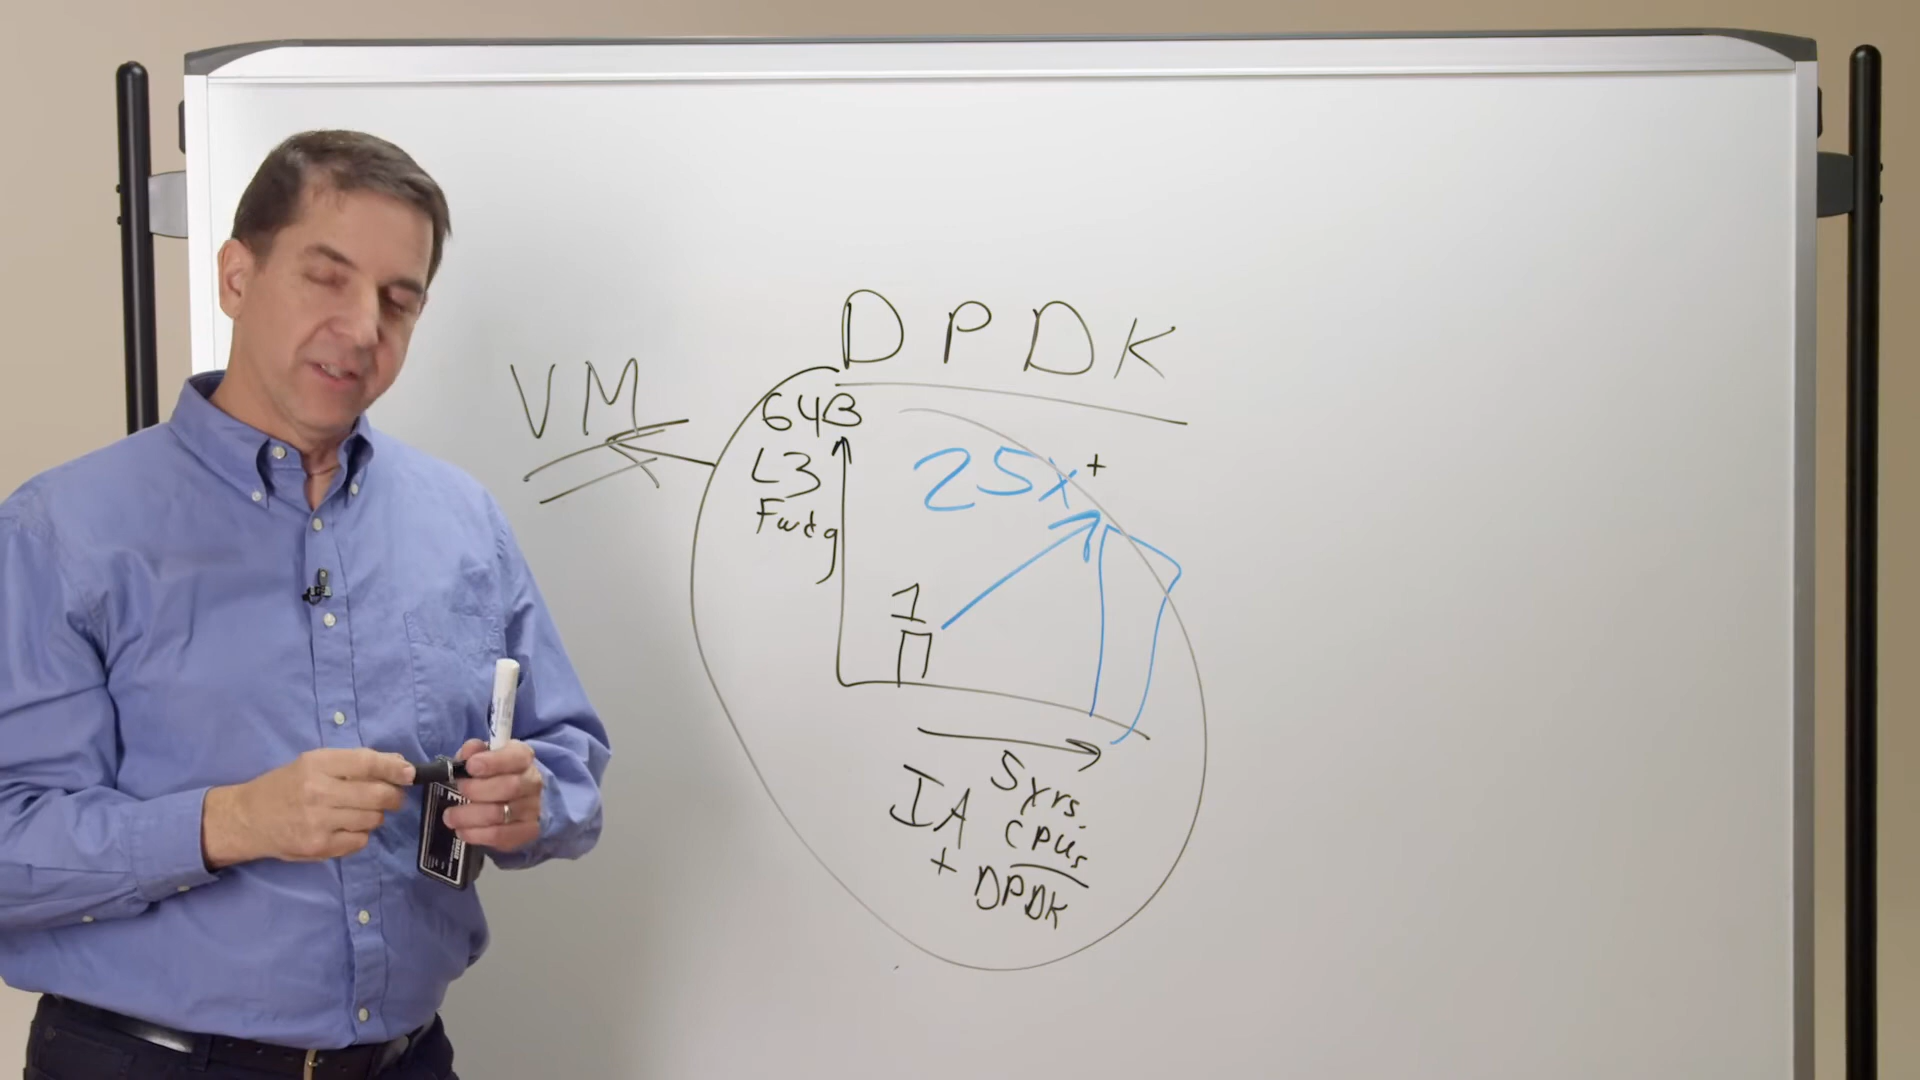 DPDK
VM
64B
L3
Fwdg
25x+
1
5yrs.
IA CPUs
+ DPDK